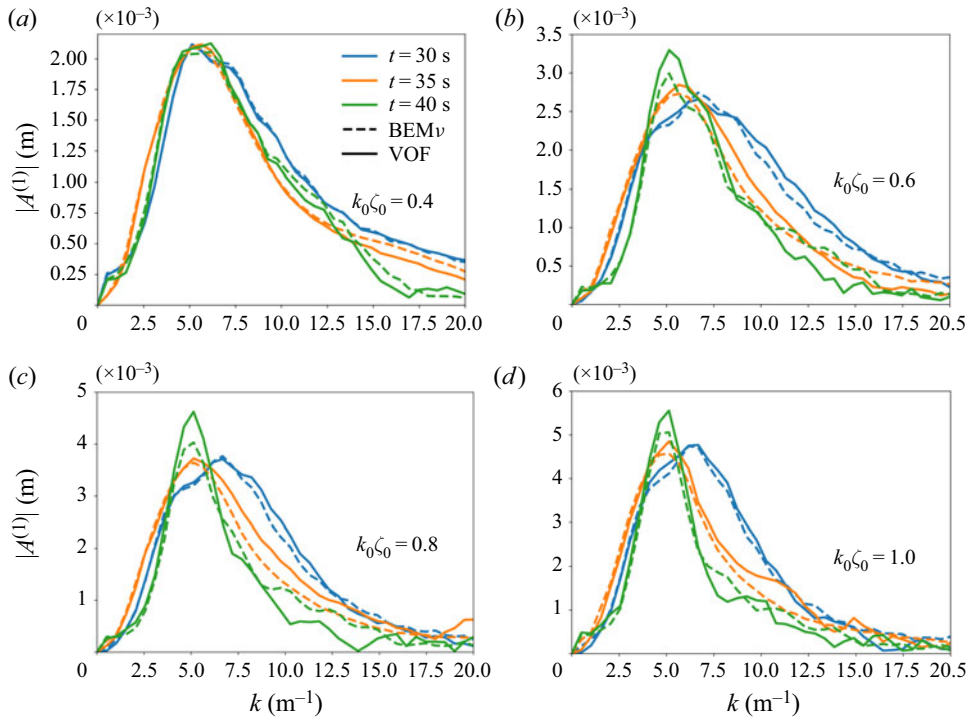 (a) (×10–3)
2.00
1.75
1.50
1.25
1.00
0.75
0.50
0.25
0 2.5 5.0 7.5 10.0 12.5 15.0 17.5 20.0
|A(1)| (m)
t = 30 s
t = 35 s
t = 40 s
BEMν
VOF
k0ζ0 = 0.4
(b) (×10–3)
3.5
3.0
2.5
2.0
1.5
1.0
0.5
0 2.5 5.0 7.5 10.0 12.5 15.0 17.5 20.5
k0ζ0 = 0.6
(c) (×10–3)
5
4
3
2
1
0 2.5 5.0 7.5 10.0 12.5 15.0 17.5 20.0
|A(1)| (m)
k (m–1)
k0ζ0 = 0.8
(d) (×10–3)
6
5
4
3
2
1
0 2.5 5.0 7.5 10.0 12.5 15.0 17.5 20.5
k (m–1)
k0ζ0 = 1.0